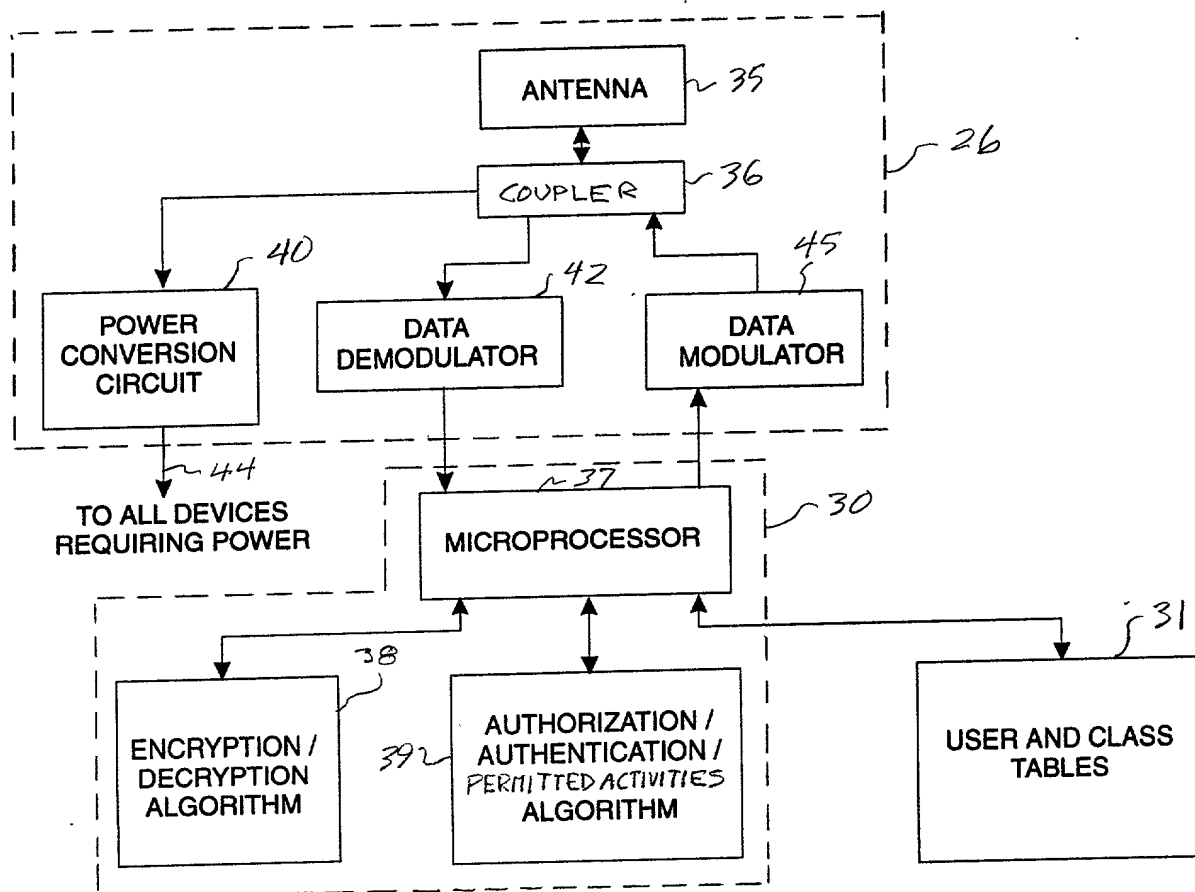 ANTENNA
35
26
COUPLER
36
40
42
45
POWER
CONVERSION
CIRCUIT
DATA
DEMODULATOR
DATA
MODULATOR
44
TO ALL DEVICES
REQUIRING POWER
37
MICROPROCESSOR
30
38
31
ENCRYPTION /
DECRYPTION
ALGORITHM
39
AUTHORIZATION /
AUTHENTICATION /
PERMITTED ACTIVITIES
ALGORITHM
USER AND CLASS
TABLES